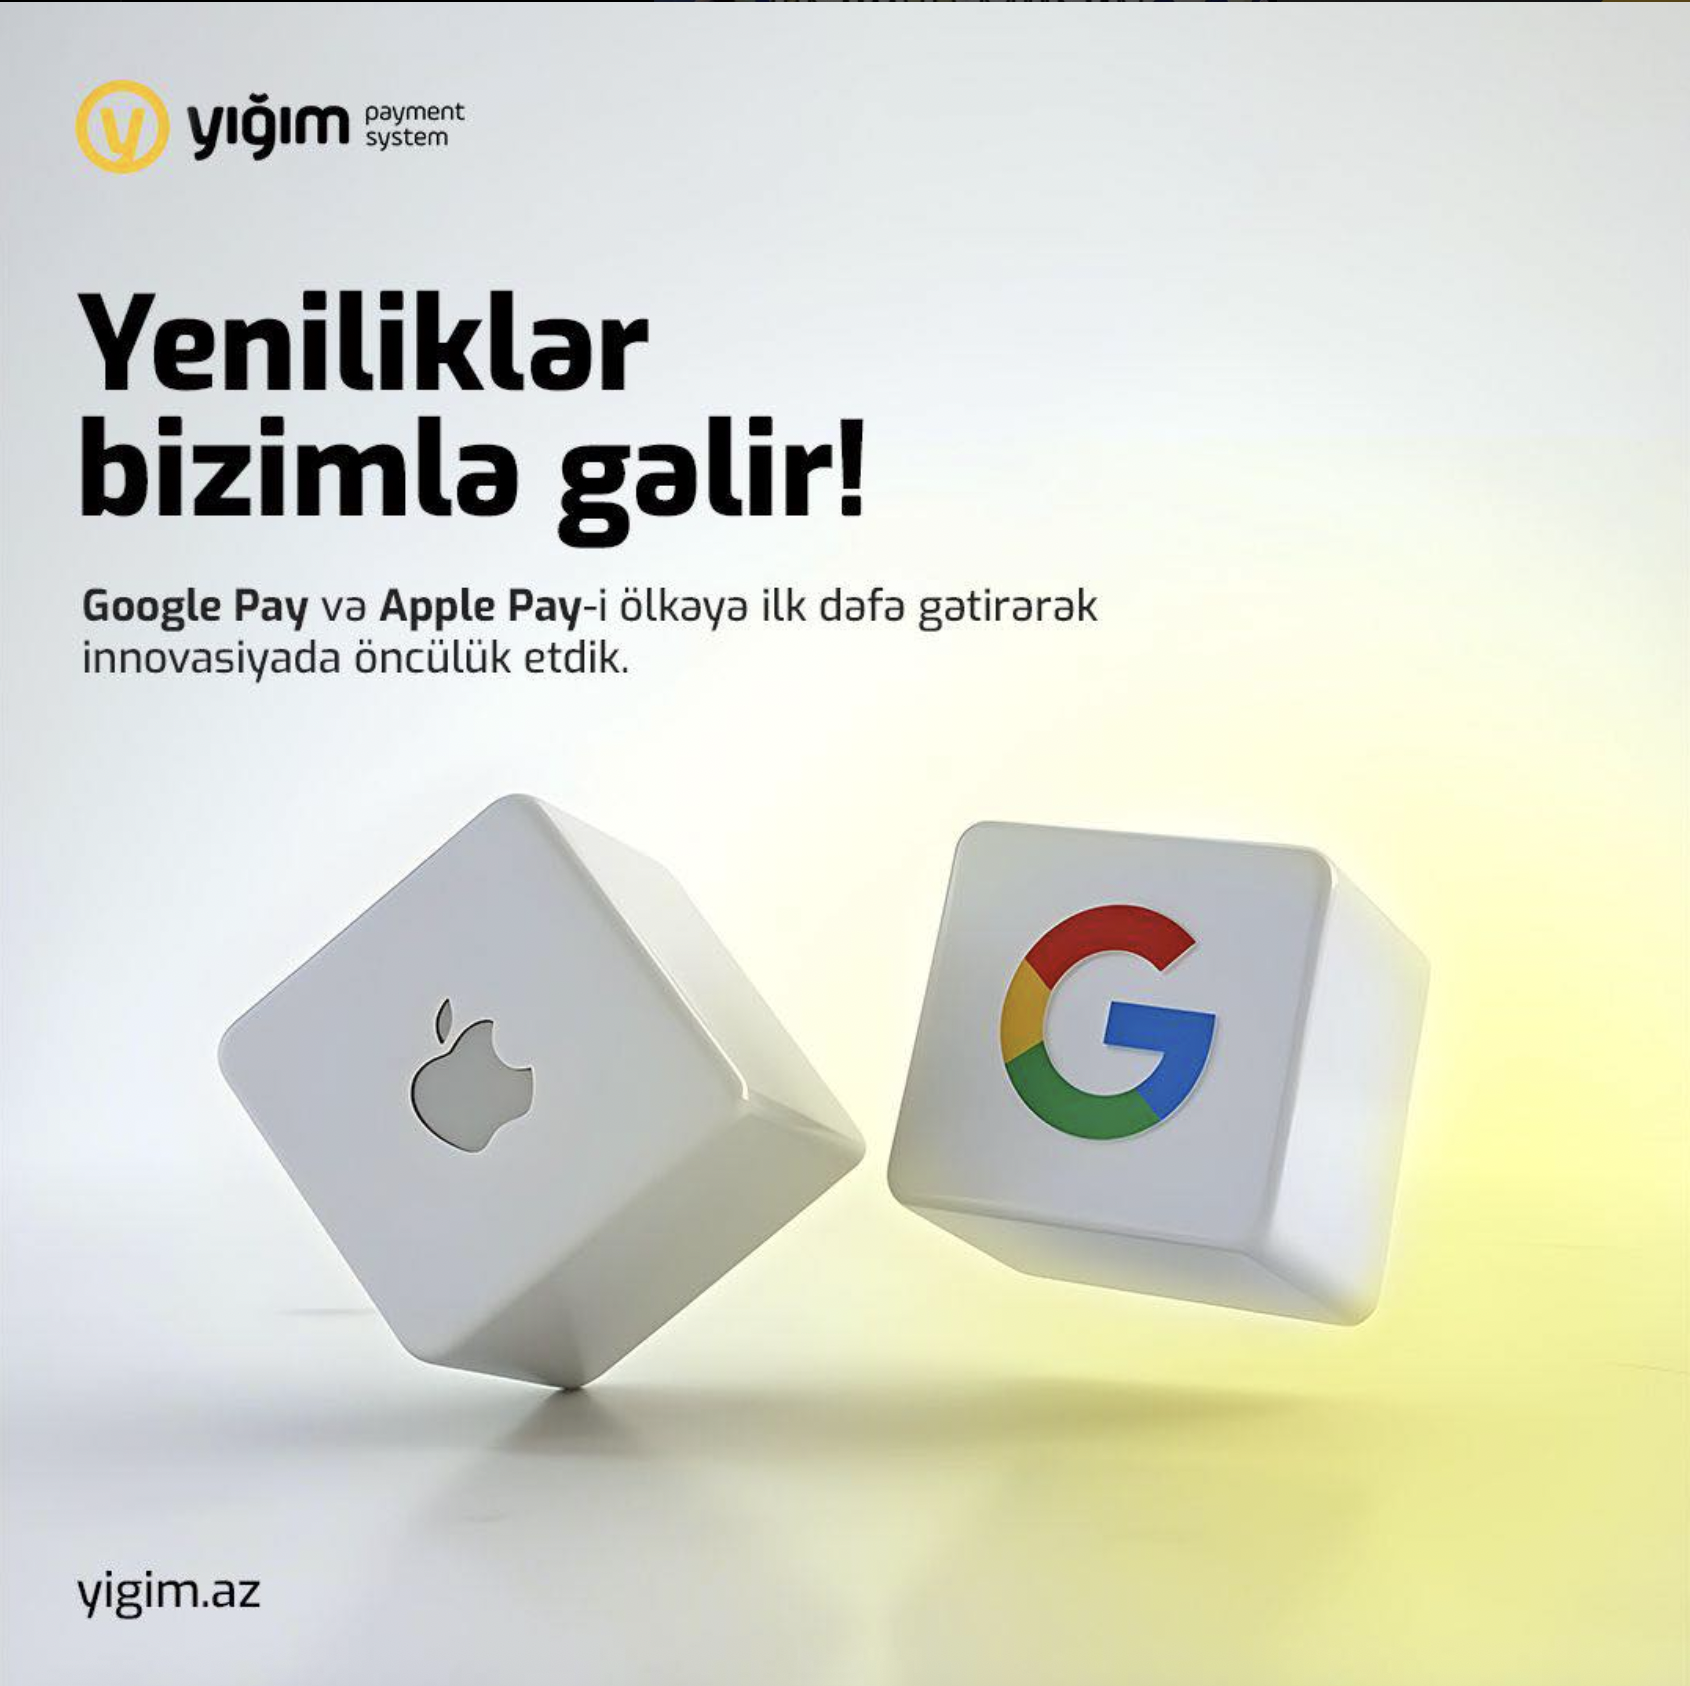 yığım payment
system
Yeniliklər
bizimlə gəlir!
Google Pay və Apple Pay-i ölkəyə ilk dəfə gətirərək
innovasiyada öncülük etdik.
yigim.az